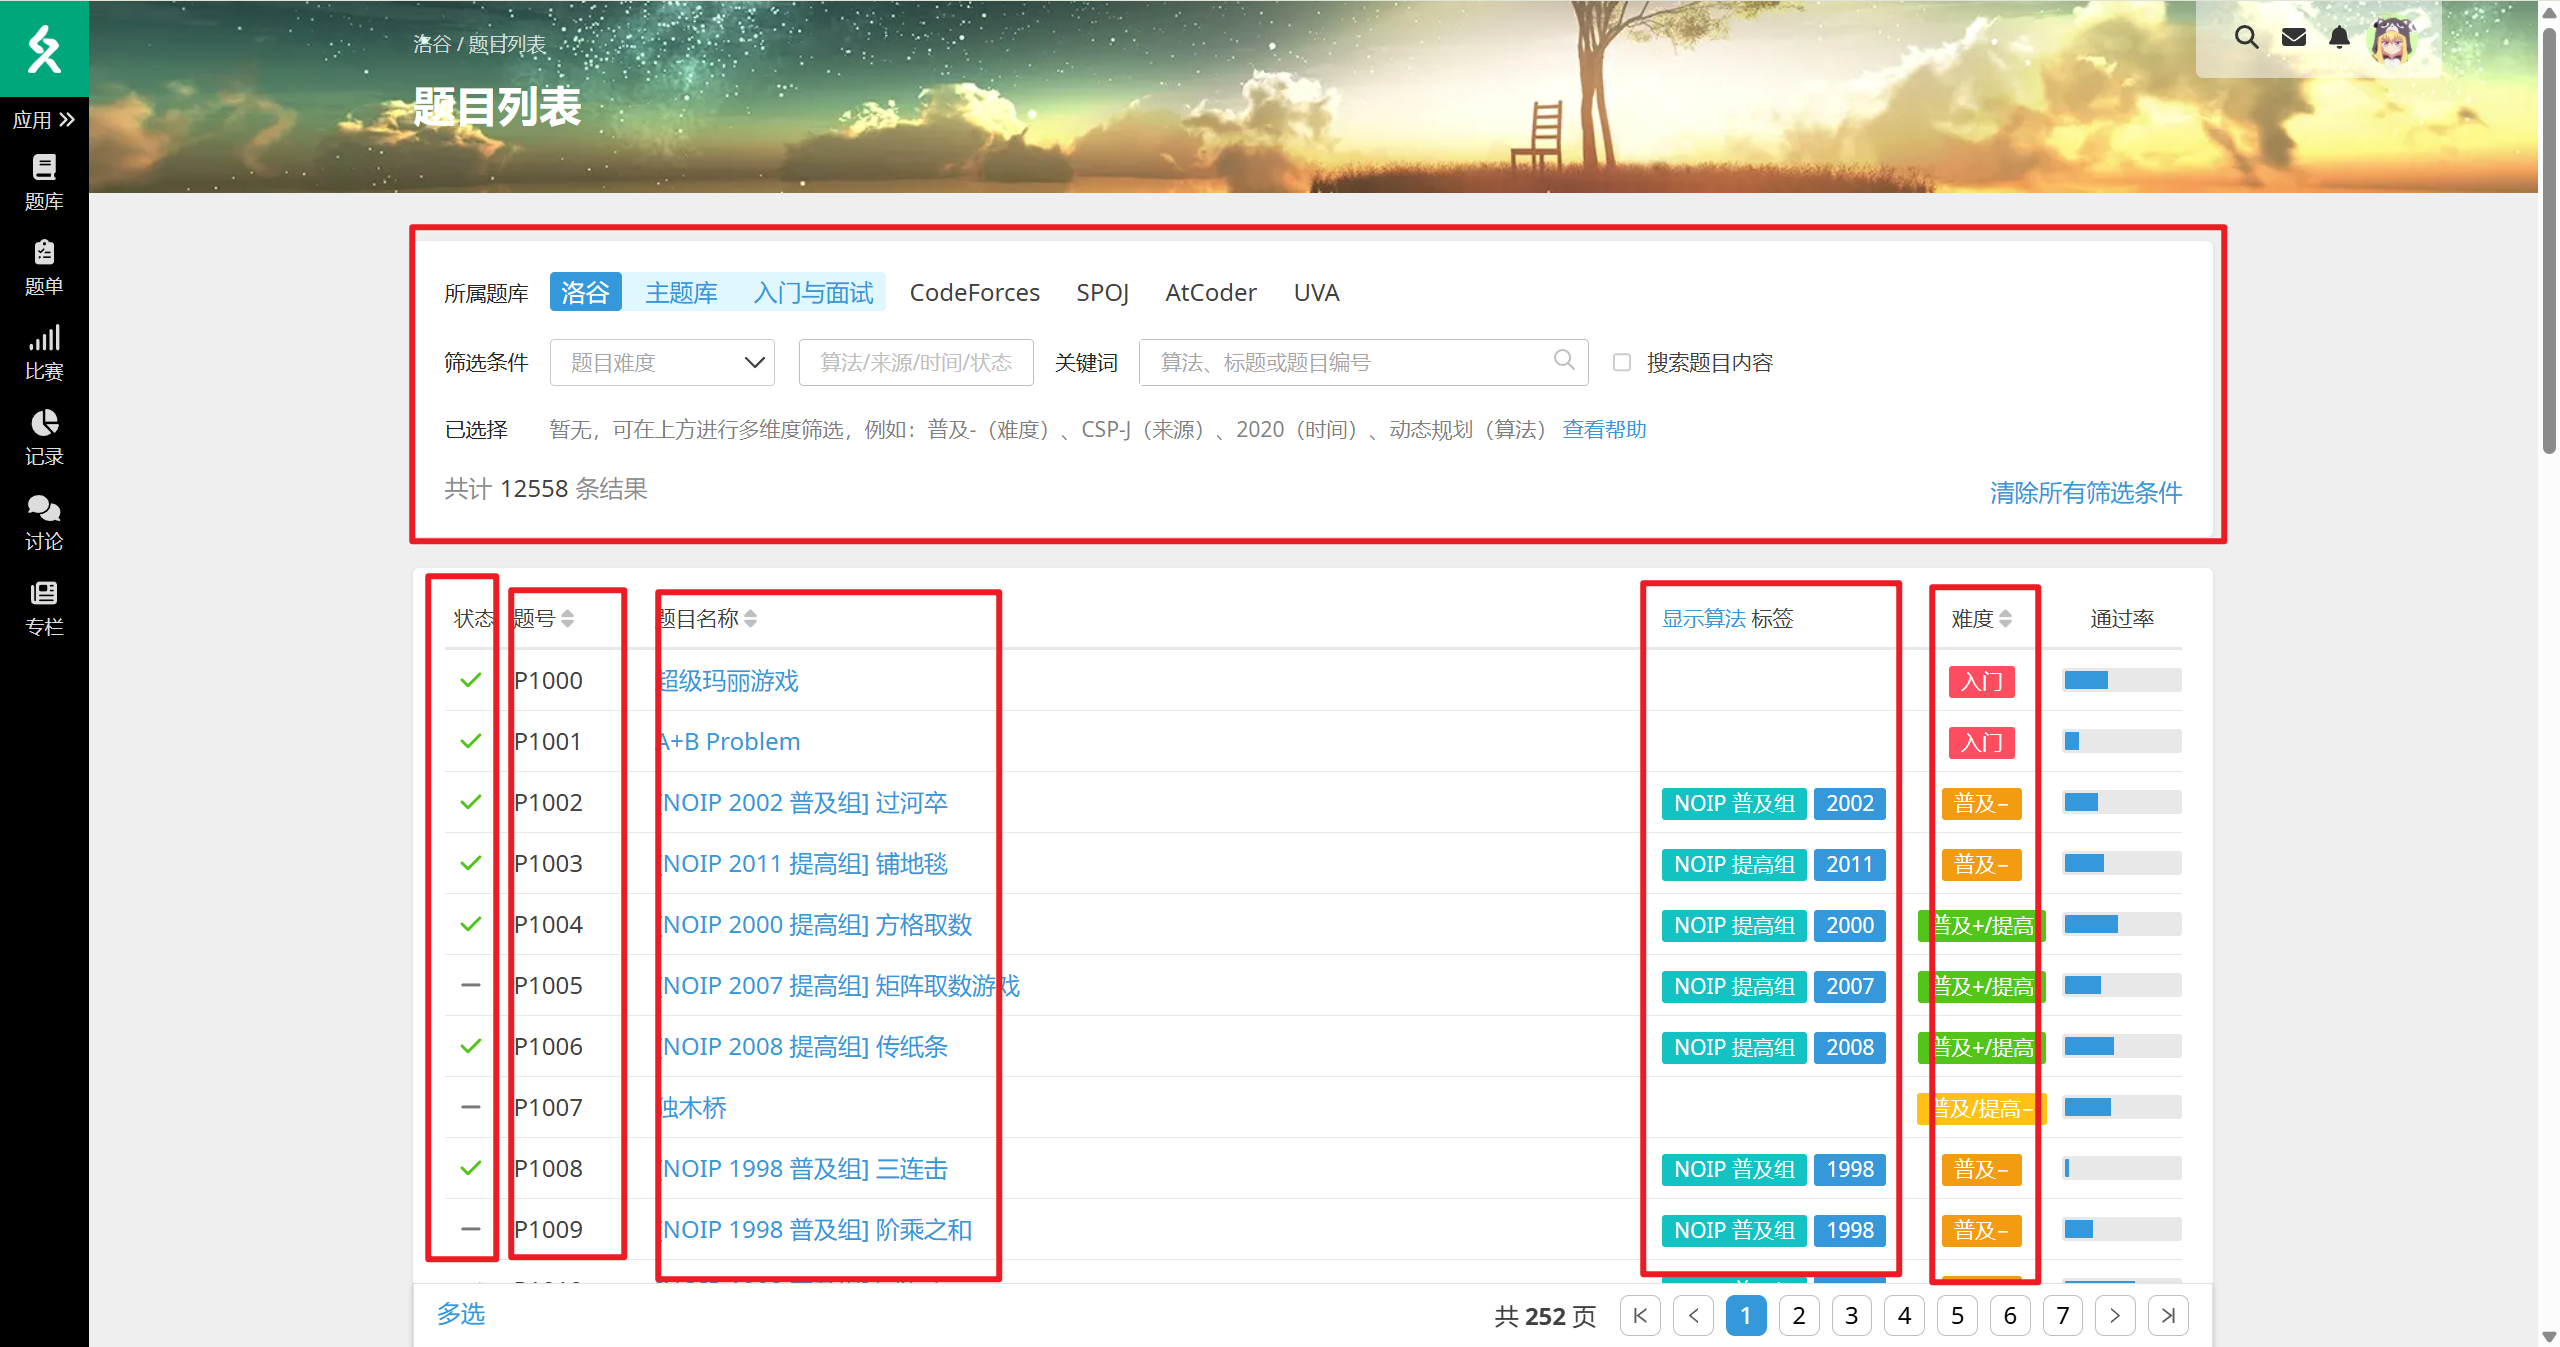 洛谷 / 题目列表
题目列表
应用
题库
题单
比赛
记录
讨论
专栏
所属题库 洛谷 主题库 入门与面试 CodeForces SPOJ AtCoder UVA
筛选条件 题目难度 算法/来源/时间/状态 关键词 算法、标题或题目编号 搜索题目内容
已选择 暂无，可在上方进行多维度筛选，例如：普及-（难度）、CSP-J（来源）、2020（时间）、动态规划（算法） 查看帮助
共计 12558 条结果 清除所有筛选条件
状态 题号 题目名称 显示算法 标签 难度 通过率
P1000 超级玛丽游戏 入门
P1001 A+B Problem 入门
P1002 [NOIP 2002 普及组] 过河卒 NOIP 普及组 2002 普及−
P1003 [NOIP 2011 提高组] 铺地毯 NOIP 提高组 2011 普及−
P1004 [NOIP 2000 提高组] 方格取数 NOIP 提高组 2000 普及+/提高
P1005 [NOIP 2007 提高组] 矩阵取数游戏 NOIP 提高组 2007 普及+/提高
P1006 [NOIP 2008 提高组] 传纸条 NOIP 提高组 2008 普及+/提高
P1007 独木桥 普及/提高−
P1008 [NOIP 1998 普及组] 三连击 NOIP 普及组 1998 普及−
P1009 [NOIP 1998 普及组] 阶乘之和 NOIP 普及组 1998 普及−
多选 共 252 页 1 2 3 4 5 6 7